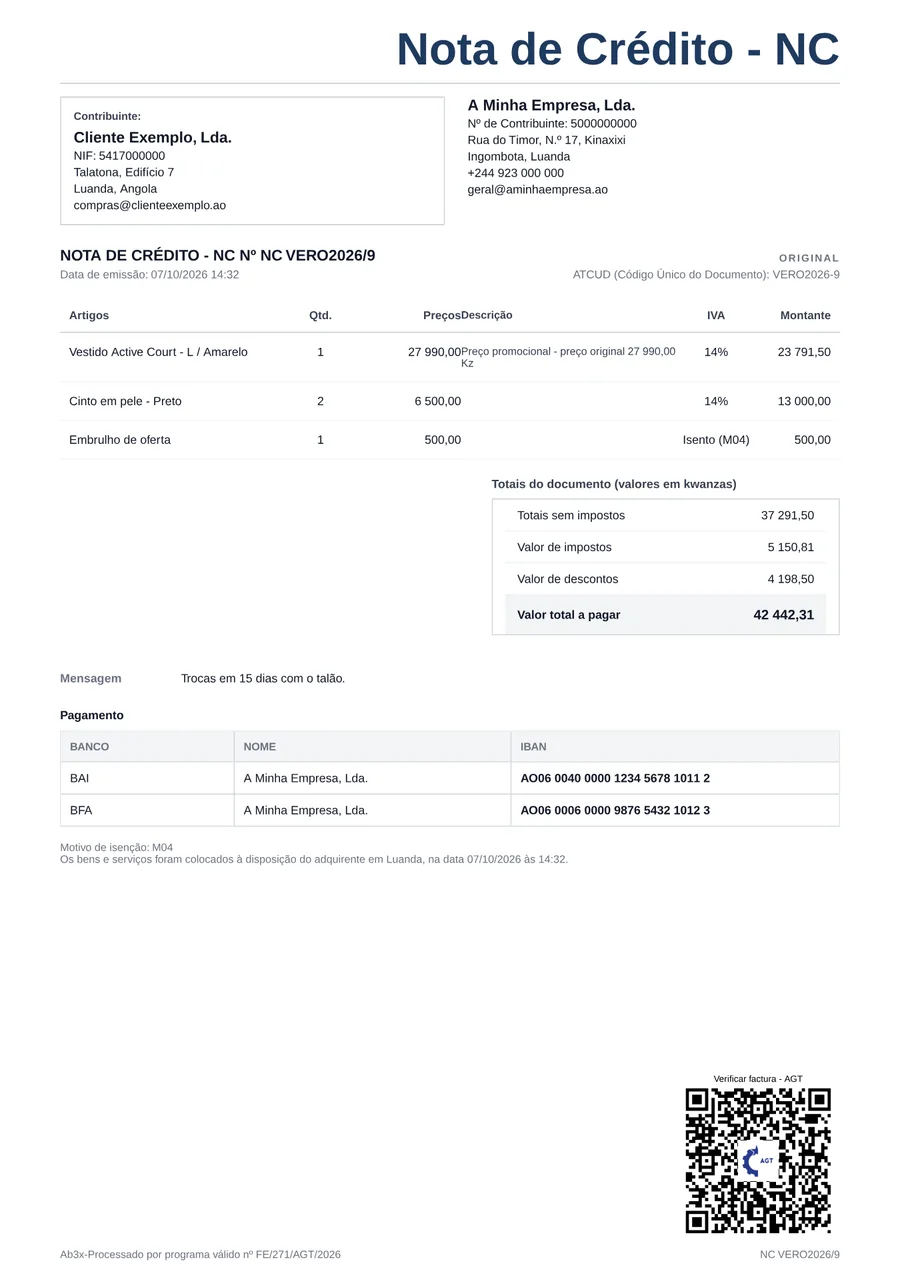 Nota de Crédito - NC
Contribuinte:
Cliente Exemplo, Lda.
NIF: 5417000000
Talatona, Edifício 7
Luanda, Angola
compras@clienteexemplo.ao
A Minha Empresa, Lda.
Nº de Contribuinte: 5000000000
Rua do Timor, N.º 17, Kinaxixi
Ingombota, Luanda
+244 923 000 000
geral@aminhaempresa.ao
NOTA DE CRÉDITO - NC Nº NC VERO2026/9
Data de emissão: 07/10/2026 14:32
ORIGINAL
ATCUD (Código Único do Documento): VERO2026-9
Artigos Qtd. Preços Descrição IVA Montante
Vestido Active Court - L / Amarelo 1 27 990,00 Preço promocional - preço original 27 990,00 Kz 14% 23 791,50
Cinto em pele - Preto 2 6 500,00 14% 13 000,00
Embrulho de oferta 1 500,00 Isento (M04) 500,00
Totais do documento (valores em kwanzas)
Totais sem impostos 37 291,50
Valor de impostos 5 150,81
Valor de descontos 4 198,50
Valor total a pagar 42 442,31
Mensagem Trocas em 15 dias com o talão.
Pagamento
BANCO NOME IBAN
BAI A Minha Empresa, Lda. AO06 0040 0000 1234 5678 1011 2
BFA A Minha Empresa, Lda. AO06 0006 0000 9876 5432 1012 3
Motivo de isenção: M04
Os bens e serviços foram colocados à disposição do adquirente em Luanda, na data 07/10/2026 às 14:32.
Verificar factura - AGT
AGT
Ab3x-Processado por programa válido nº FE/271/AGT/2026
NC VERO2026/9